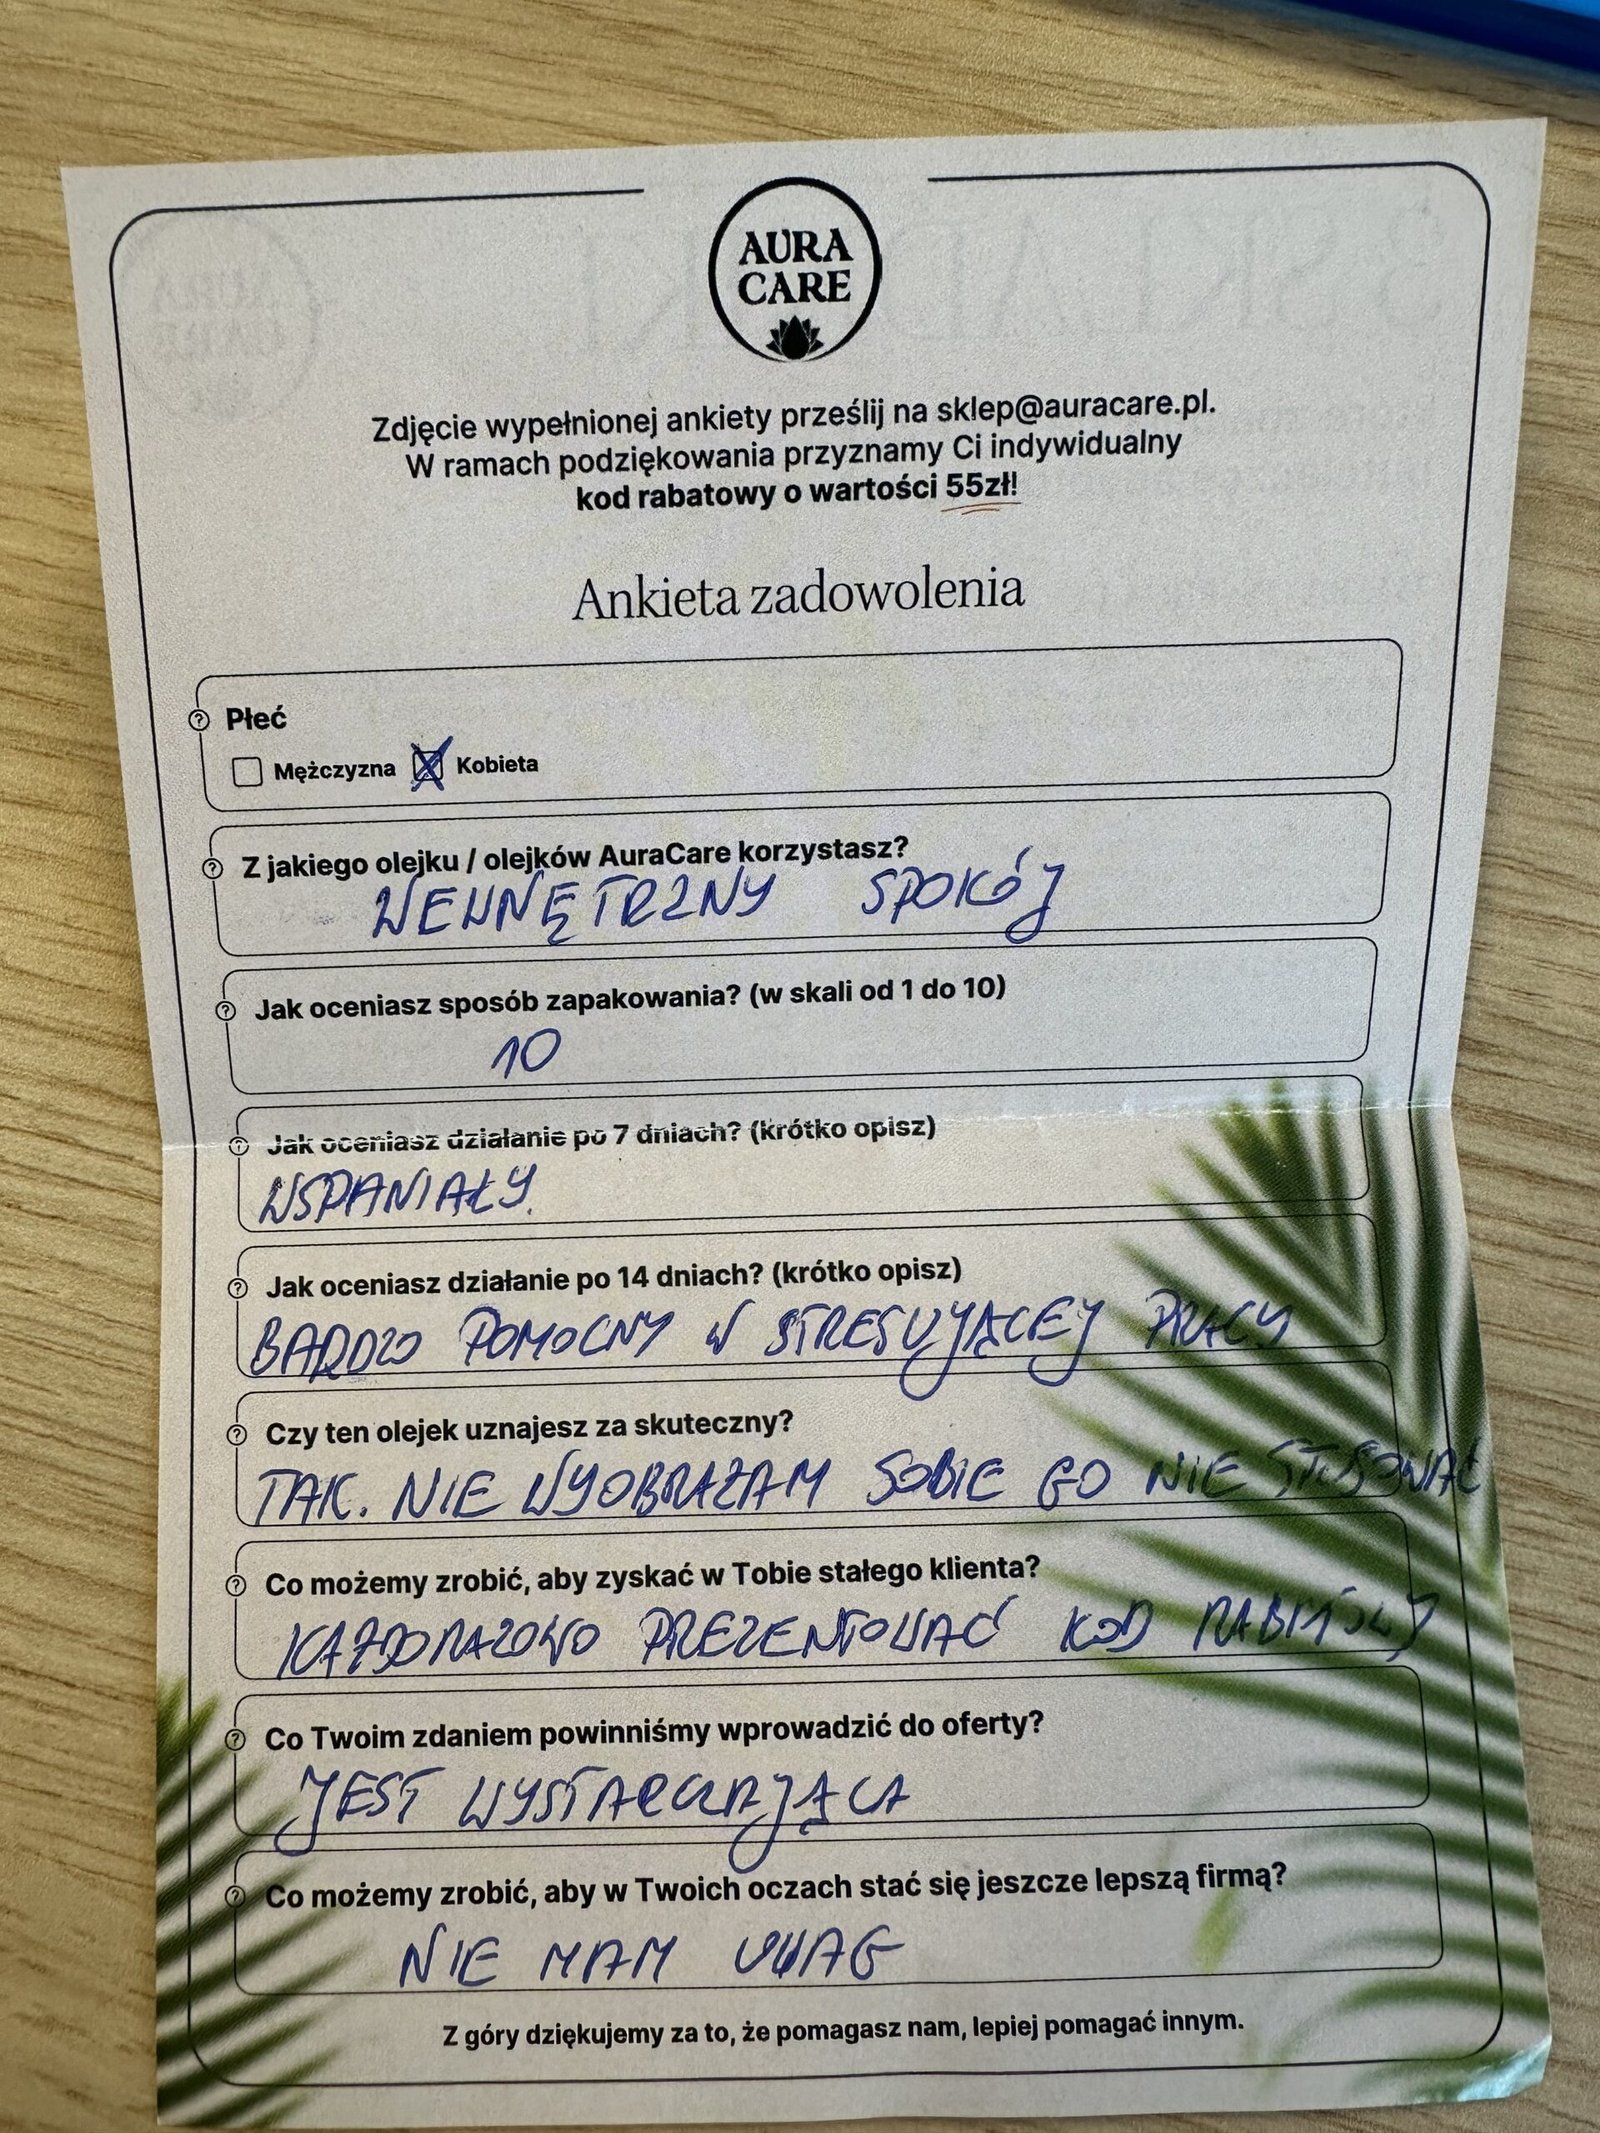 AURA
CARE
Zdjęcie wypełnionej ankiety prześlij na sklep@auracare.pl.
W ramach podziękowania przyznamy Ci indywidualny
kod rabatowy o wartości 55zł!
Ankieta zadowolenia
Płeć
Mężczyzna Kobieta
Z jakiego olejku / olejków AuraCare korzystasz?
WEWNĘTRZNY SPOKÓJ
Jak oceniasz sposób zapakowania? (w skali od 1 do 10)
10
Jak oceniasz działanie po 7 dniach? (krótko opisz)
WSPANIAŁY.
Jak oceniasz działanie po 14 dniach? (krótko opisz)
BARDZO POMOCNY W STRESUJĄCEJ PRACY
Czy ten olejek uznajesz za skuteczny?
TAK. NIE WYOBRAŻAM SOBIE GO NIE STOSOWAĆ
Co możemy zrobić, aby zyskać w Tobie stałego klienta?
KAŻDORAZOWO PREZENTOWAĆ KOD RABATOWY
Co Twoim zdaniem powinniśmy wprowadzić do oferty?
JEST WYSTARCZAJĄCA
Co możemy zrobić, aby w Twoich oczach stać się jeszcze lepszą firmą?
NIE MAM UWAG
Z góry dziękujemy za to, że pomagasz nam, lepiej pomagać innym.